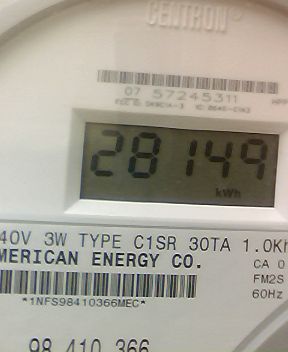 CENTRON®
07 57245311
28149
kWh
40V 3W TYPE C1SR 30TA 1.0Kh
MERICAN ENERGY CO.
CA 0
FM2S
60Hz
*1NFS98410366MEC*
98 410 366